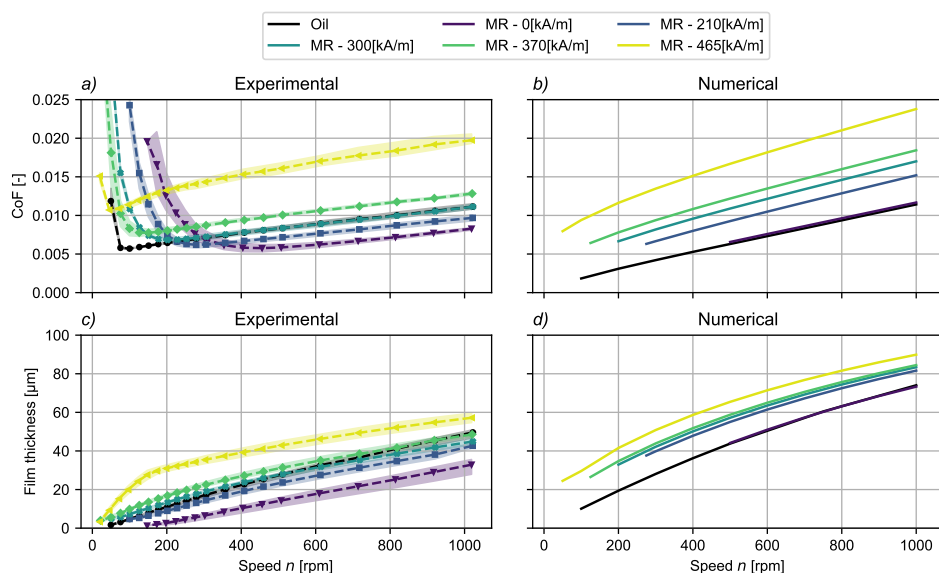 Oil MR - 0[kA/m] MR - 210[kA/m]
MR - 300[kA/m] MR - 370[kA/m] MR - 465[kA/m]
a) Experimental b) Numerical
0.025
0.020
0.015
0.010
0.005
0.000
CoF [-]
c) Experimental d) Numerical
100
80
60
40
20
0
Film thickness [μm]
0 200 400 600 800 1000 0 200 400 600 800 1000
Speed n [rpm] Speed n [rpm]